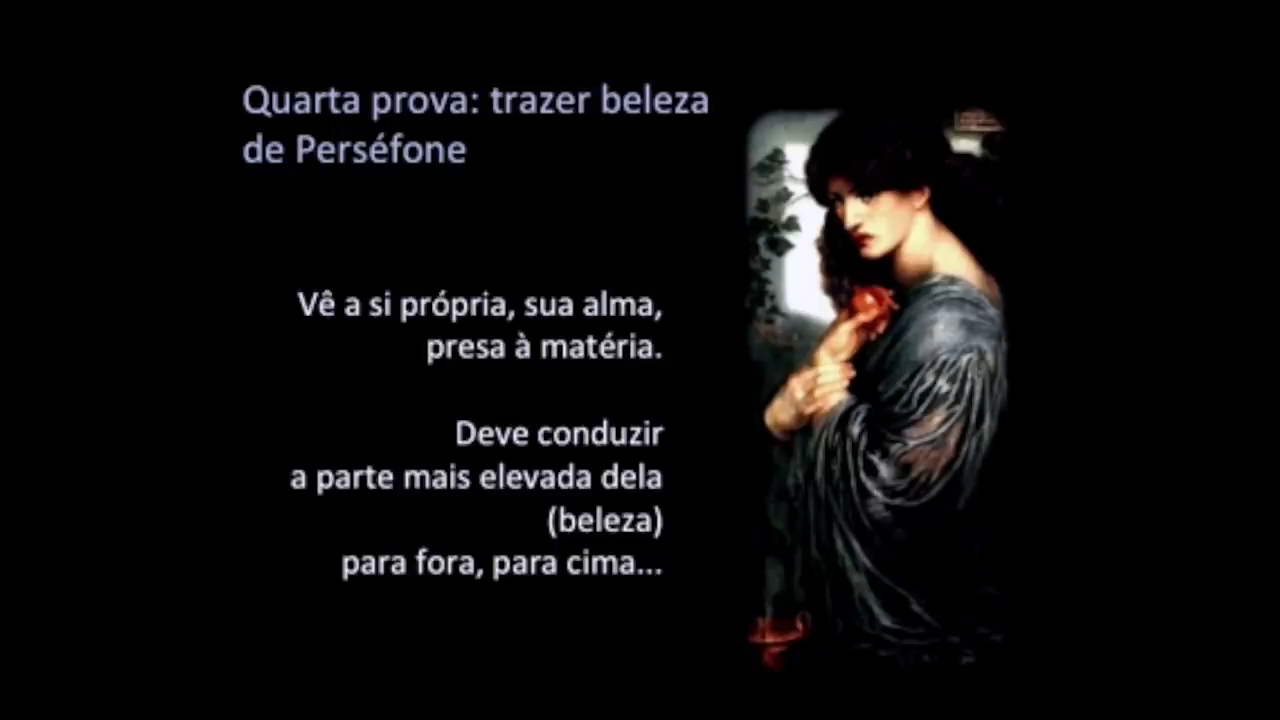 Quarta prova: trazer beleza
de Perséfone
Vê a si própria, sua alma,
presa à matéria.
Deve conduzir
a parte mais elevada dela
(beleza)
para fora, para cima...